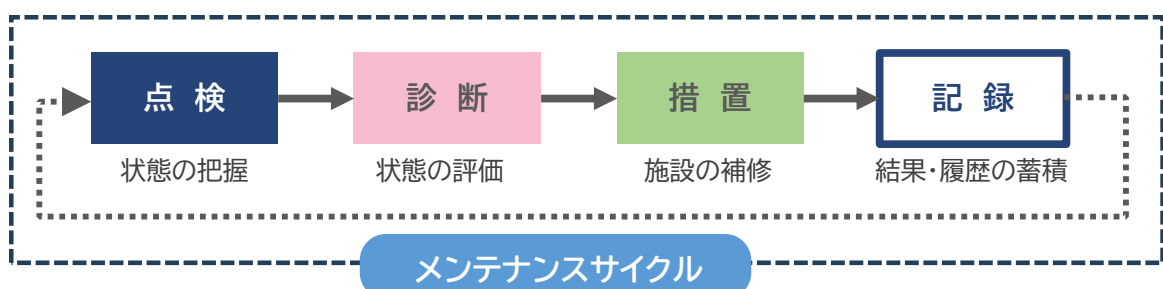 点 検
診 断
措 置
記 録
状態の把握
状態の評価
施設の補修
結果・履歴の蓄積
メンテナンスサイクル